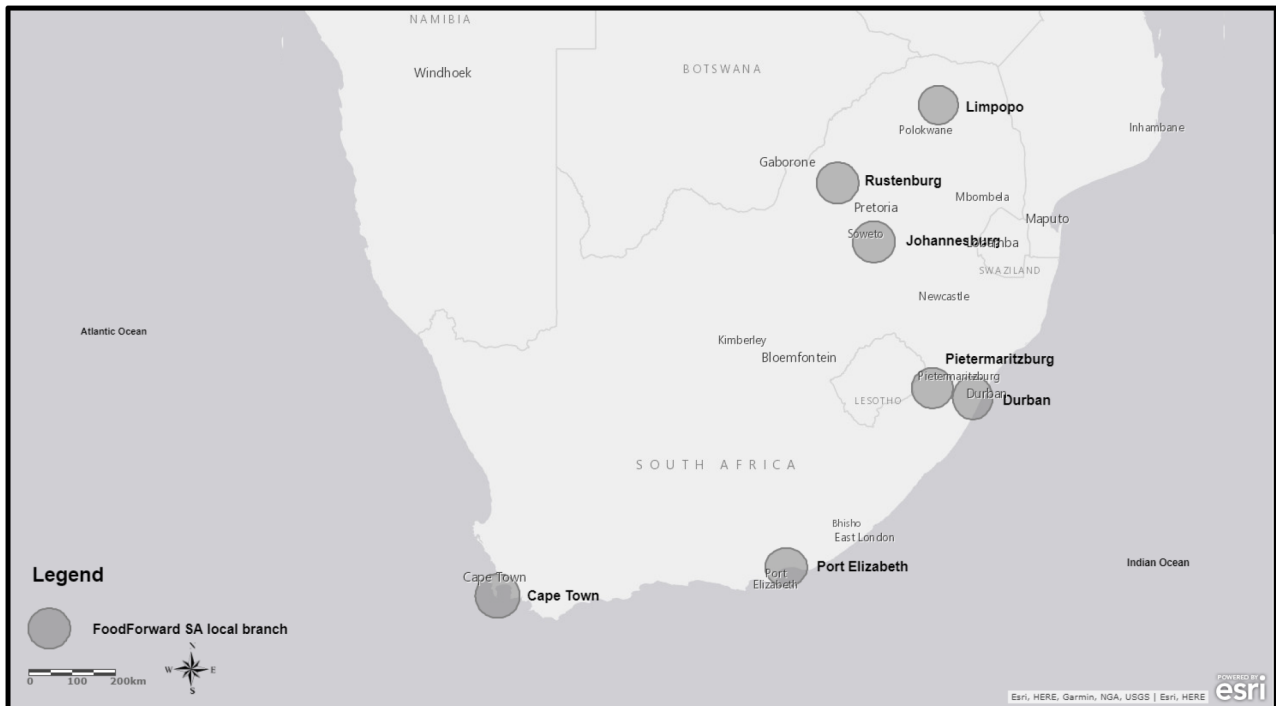 NAMIBIA
Windhoek
BOTSWANA
Limpopo
Polokwane
Inhambane
Gaborone
Rustenburg
Mbombela
Pretoria
Maputo
Soweto
Johannesburg
Lobamba
SWAZILAND
Newcastle
Atlantic Ocean
Kimberley
Bloemfontein
Pietermaritzburg
Pietermaritzburg
Durban
Durban
LESOTHO
SOUTH AFRICA
Bhisho
East London
Port Elizabeth
Port
Elizabeth
Indian Ocean
Cape Town
Cape Town
Legend
FoodForward SA local branch
0 100 200km
N
W E
S
Esri, HERE, Garmin, NGA, USGS | Esri, HERE
POWERED BY
esri